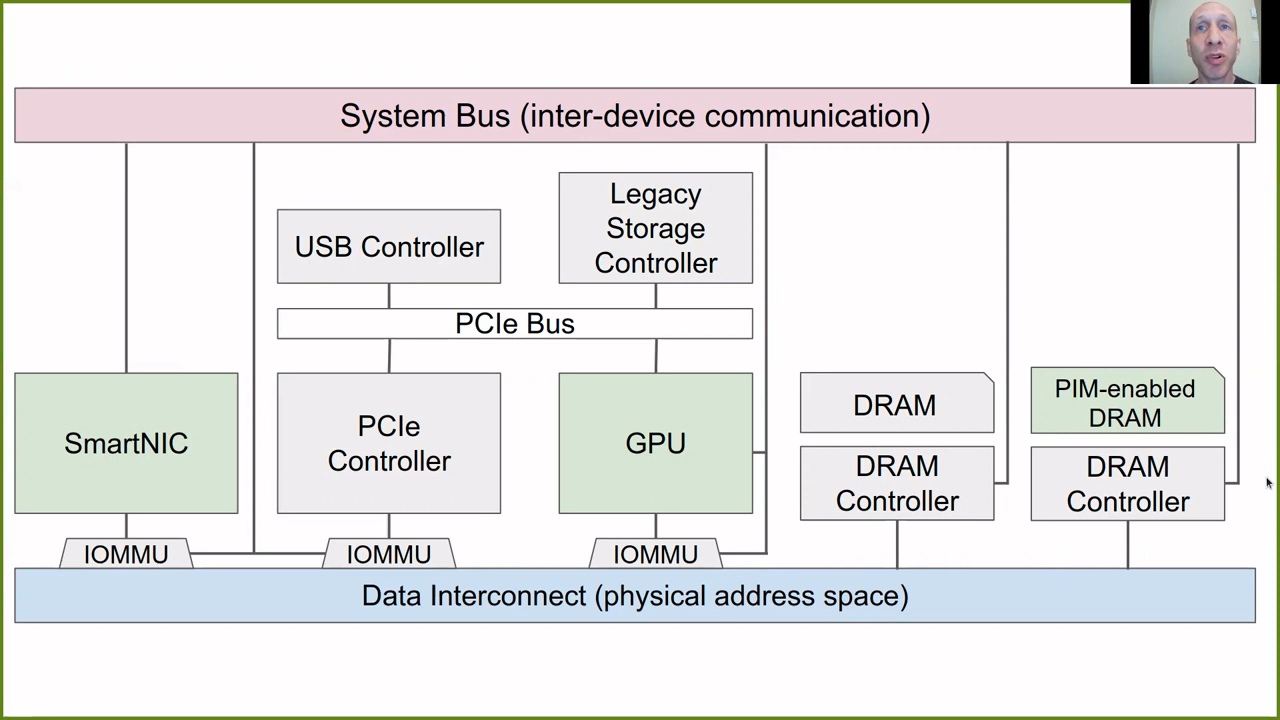 System Bus (inter-device communication)
Legacy
Storage
Controller
USB Controller
PCIe Bus
SmartNIC
PCIe
Controller
GPU
DRAM
DRAM
Controller
PIM-enabled
DRAM
DRAM
Controller
IOMMU
IOMMU
IOMMU
Data Interconnect (physical address space)